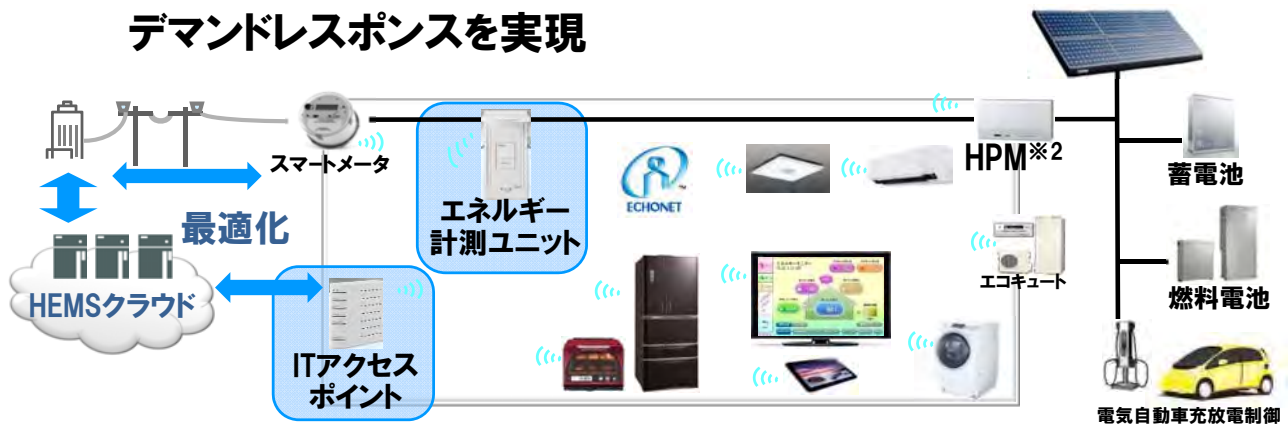 デマンドレスポンスを実現
スマートメータ
エネルギー
計測ユニット
ECHONET
TM
HPM※2
蓄電池
最適化
HEMSクラウド
ITアクセス
ポイント
エコキュート
燃料電池
電気自動車充放電制御